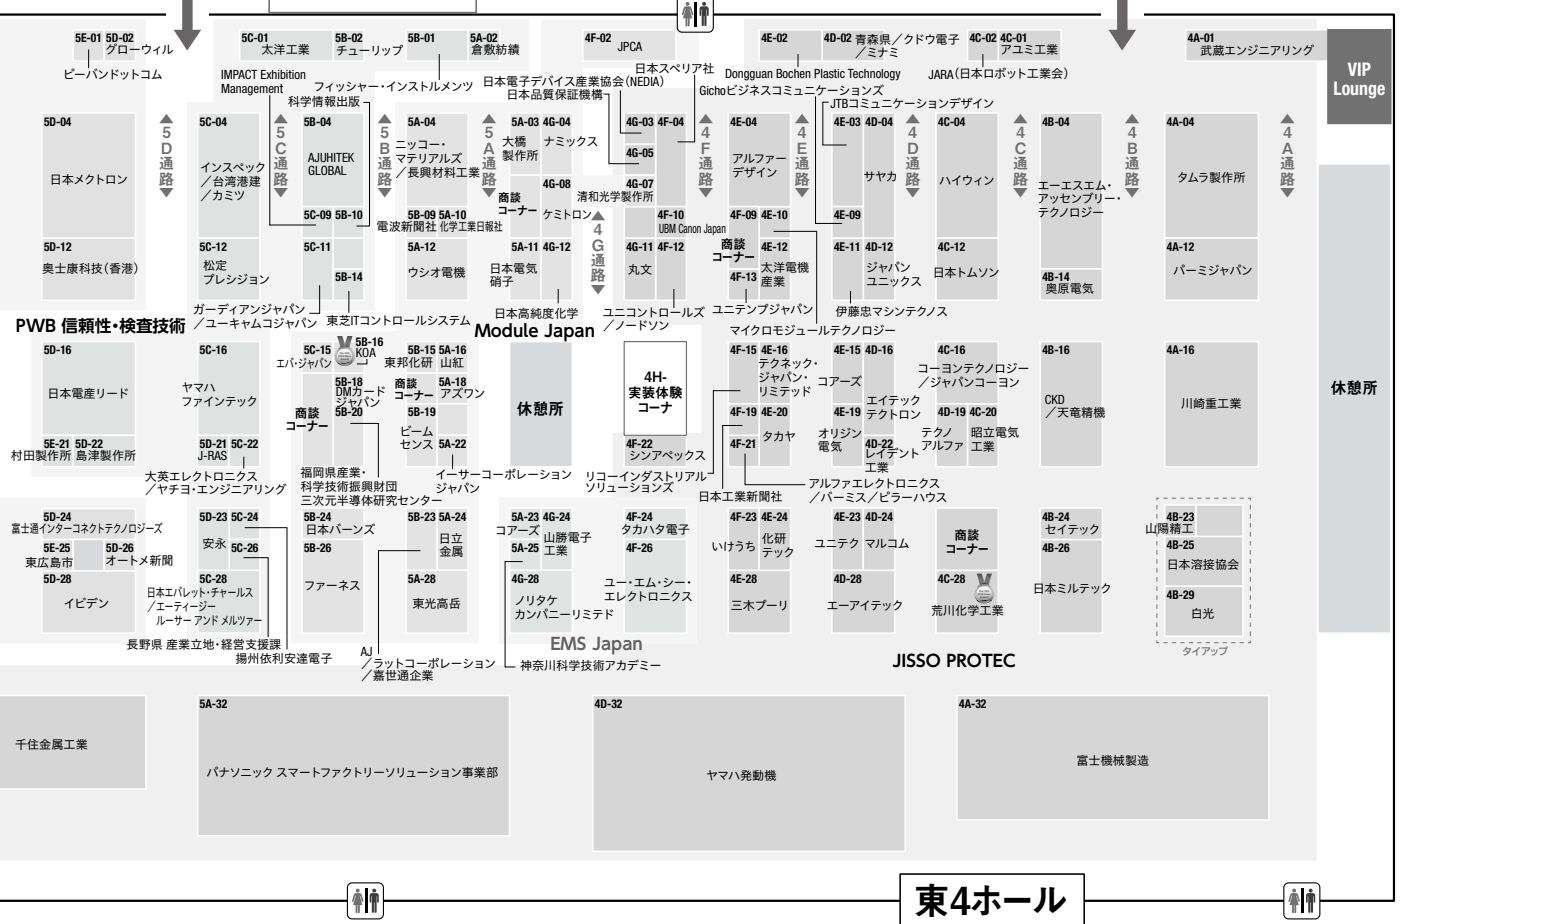 5E-01 5D-02
グローウィル
ピーバンドットコム
5C-01
太洋工業
5B-02
チューリップ
5B-01
フィッシャー・インストルメンツ
5A-02
倉敷紡績
4F-02
JPCA
4E-02
Dongguan Bochen Plastic Technology
4D-02 青森県／クドウ電子
／ミナミ
4C-02 4C-01
アユミ工業
JARA(日本ロボット工業会)
4A-01
武蔵エンジニアリング
VIP
Lounge
IMPACT Exhibition
Management
科学情報出版
日本電子デバイス産業協会(NEDIA)
日本品質保証機構
日本スペリア社
Gichoビジネスコミュニケーションズ
JTBコミュニケーションデザイン
5D-04
日本メクトロン
5D通路
5C-04
インスペック
／台湾港建
／カミツ
5C通路
5B-04
AJUHITEK
GLOBAL
5B通路
5A-04
ニッコー・
マテリアルズ
／長興材料工業
5A通路
5A-03
大橋
製作所
4G-04
ナミックス
4G-03 4F-04
4G-05
4F通路
4E-04
アルファー
デザイン
4E通路
4E-03 4D-04
サヤカ
4D通路
4C-04
ハイウィン
4C通路
4B-04
エーエスエム・
アッセンブリー・
テクノロジー
4B通路
4A-04
タムラ製作所
4A通路
商談
コーナー
4G-08
ケミトロン
4G-07
清和光学製作所
4G通路
5C-09 5B-10
電波新聞社
5B-09 5A-10
化学工業日報社
4F-10
UBM Canon Japan
4F-09 4E-10
4E-09
5D-12
奥士康科技(香港)
5C-12
松定
プレシジョン
5C-11
5B-14
5A-12
ウシオ電機
5A-11
日本電気
硝子
4G-12
4G-11
丸文
4F-12
商談
コーナー
4F-13
4E-12
太洋電機
産業
4E-11
4D-12
ジャパン
ユニックス
4C-12
日本トムソン
4B-14
奥原電気
4A-12
パーミジャパン
ガーディアンジャパン
／ユーキャムコジャパン
東芝ITコントロールシステム
日本高純度化学
ユニコントロールズ
／ノードソン
ユニテンプジャパン
伊藤忠マシンテクノス
マイクロモジュールテクノロジー
PWB 信頼性・検査技術
Module Japan
5D-16
日本電産リード
5C-16
ヤマハ
ファインテック
5C-15
エバ・ジャパン
5B-16
KOA
5B-18
DMカード
ジャパン
5B-20
商談
コーナー
5B-15
東邦化研
5A-16
山紅
商談
コーナー
5A-18
アズワン
5B-19
ビーム
センス
5A-22
休憩所
4H-
実装体験
コーナ
4F-22
シンアペックス
4F-15
4E-16
テクネック・
ジャパン・
リミテッド
4F-19
4F-21
4E-20
タカヤ
4E-15
コアーズ
4D-16
エイテック
テクトロン
4E-19
オリジン
電気
4D-22
レイデント
工業
4C-16
コーヨンテクノロジー
／ジャパンコーヨン
4D-19
テクノ
アルファ
4C-20
昭立電気
工業
4B-16
CKD
／天竜精機
4A-16
川崎重工業
休憩所
5E-21 5D-22
村田製作所 島津製作所
5D-21
J-RAS
5C-22
大英エレクトロニクス
／ヤチヨ・エンジニアリング
福岡県産業・
科学技術振興財団
三次元半導体研究センター
イーサーコーポレーション
ジャパン
リコーインダストリアル
ソリューションズ
日本工業新聞社
アルファエレクトロニクス
／バーミス／ピラーハウス
5D-24
富士通インターコネクトテクノロジーズ
5E-25
東広島市
5D-26
オートメ新聞
5D-28
イビデン
5D-23
安永
5C-24
5C-26
5C-28
日本エバレット・チャールス
／エーティージー
ルーサー アンド メルツァー
長野県 産業立地・経営支援課
揚州依利安達電子
5B-24
日本バーンズ
5B-26
ファーネス
5B-23
5A-24
日立
金属
5A-28
東光高岳
AJ
／ラットコーポレーション
／嘉世通企業
5A-23
コアーズ
5A-25
4G-24
山勝電子
工業
4G-28
ノリタケ
カンパニーリミテド
神奈川科学技術アカデミー
4F-24
タカハタ電子
4F-26
ユー・エム・シー・
エレクトロニクス
EMS Japan
4F-23
いけうち
4E-24
化研
テック
4E-28
三木プーリ
4E-23
ユニテク
4D-24
マルコム
4D-28
エーアイテック
商談
コーナー
4C-28
荒川化学工業
4B-24
セイテック
4B-26
日本ミルテック
4B-23
山陽精工
4B-25
日本溶接協会
4B-29
白光
タイアップ
JISSO PROTEC
千住金属工業
5A-32
パナソニック スマートファクトリーソリューション事業部
4D-32
ヤマハ発動機
4A-32
富士機械製造
東4ホール